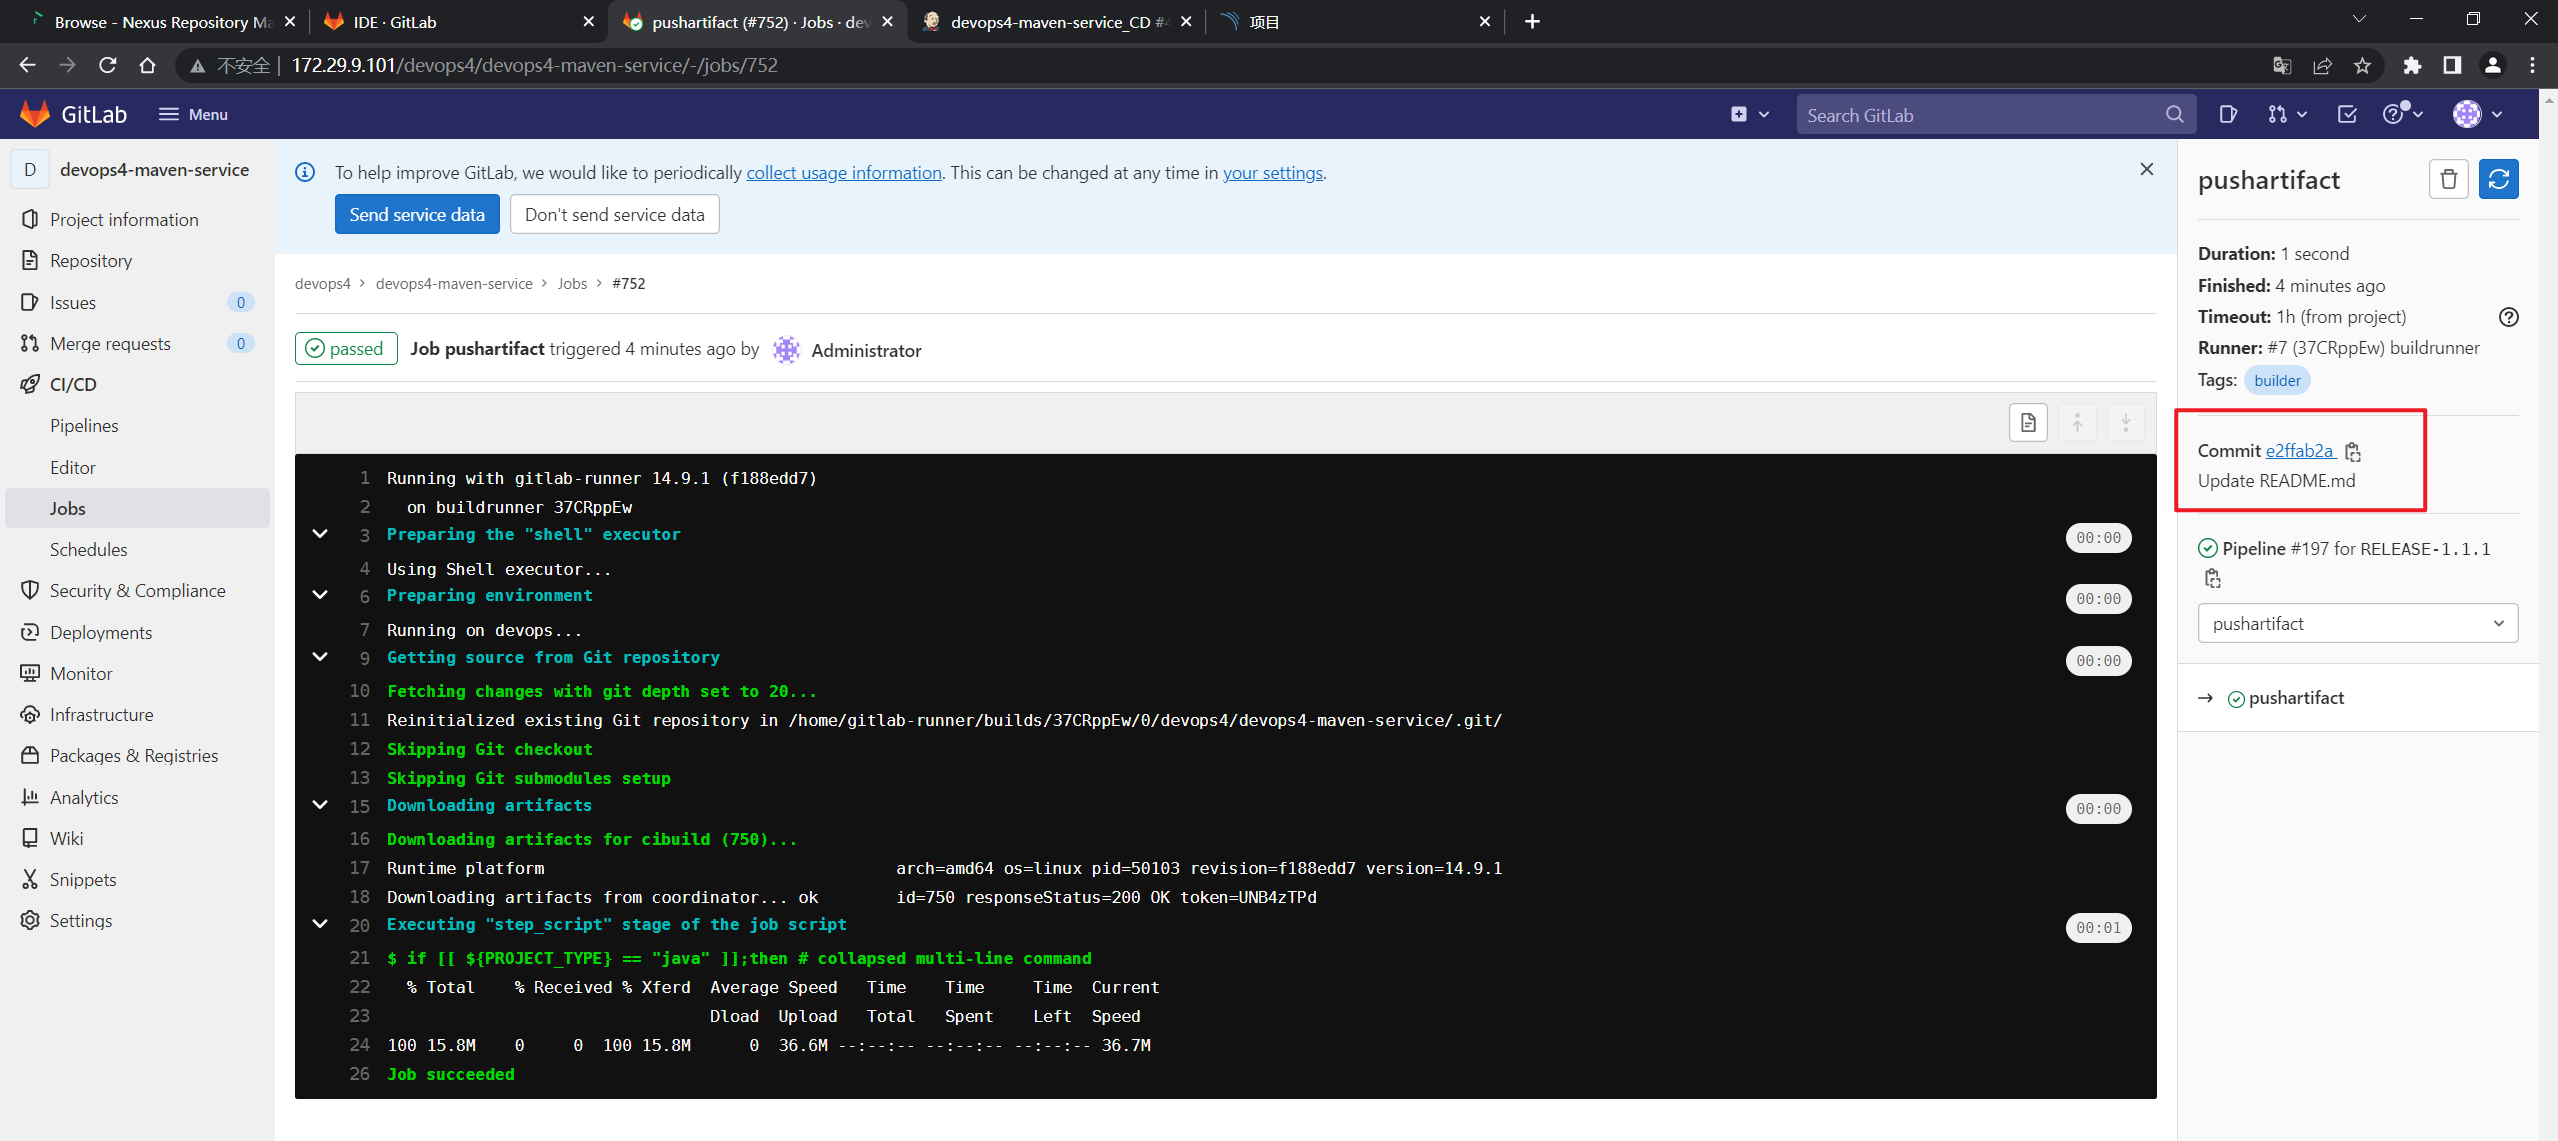 Browse - Nexus Repository Ma
IDE · GitLab
pushartifact (#752) · Jobs · dev
devops4-maven-service_CD #4
项目
不安全 | 172.29.9.101/devops4/devops4-maven-service/-/jobs/752
GitLab
Menu
Search GitLab
D
devops4-maven-service
Project information
Repository
Issues
0
Merge requests
0
CI/CD
Pipelines
Editor
Jobs
Schedules
Security & Compliance
Deployments
Monitor
Infrastructure
Packages & Registries
Analytics
Wiki
Snippets
Settings
To help improve GitLab, we would like to periodically collect usage information. This can be changed at any time in your settings.
Send service data
Don't send service data
devops4 > devops4-maven-service > Jobs > #752
passed Job pushartifact triggered 4 minutes ago by Administrator
1 Running with gitlab-runner 14.9.1 (f188edd7)
2 on buildrunner 37CRppEw
3 Preparing the "shell" executor 00:00
4 Using Shell executor...
6 Preparing environment 00:00
7 Running on devops...
9 Getting source from Git repository 00:00
10 Fetching changes with git depth set to 20...
11 Reinitialized existing Git repository in /home/gitlab-runner/builds/37CRppEw/0/devops4/devops4-maven-service/.git/
12 Skipping Git checkout
13 Skipping Git submodules setup
15 Downloading artifacts 00:00
16 Downloading artifacts for cibuild (750)...
17 Runtime platform arch=amd64 os=linux pid=50103 revision=f188edd7 version=14.9.1
18 Downloading artifacts from coordinator... ok id=750 responseStatus=200 OK token=UNB4zTPd
20 Executing "step_script" stage of the job script 00:01
21 $ if [[ ${PROJECT_TYPE} == "java" ]];then # collapsed multi-line command
22 % Total % Received % Xferd Average Speed Time Time Time Current
23 Dload Upload Total Spent Left Speed
24 100 15.8M 0 0 100 15.8M 0 36.6M --:--:-- --:--:-- --:--:-- 36.7M
26 Job succeeded
pushartifact
Duration: 1 second
Finished: 4 minutes ago
Timeout: 1h (from project)
Runner: #7 (37CRppEw) buildrunner
Tags: builder
Commit e2ffab2a
Update README.md
Pipeline #197 for RELEASE-1.1.1
pushartifact
→ pushartifact